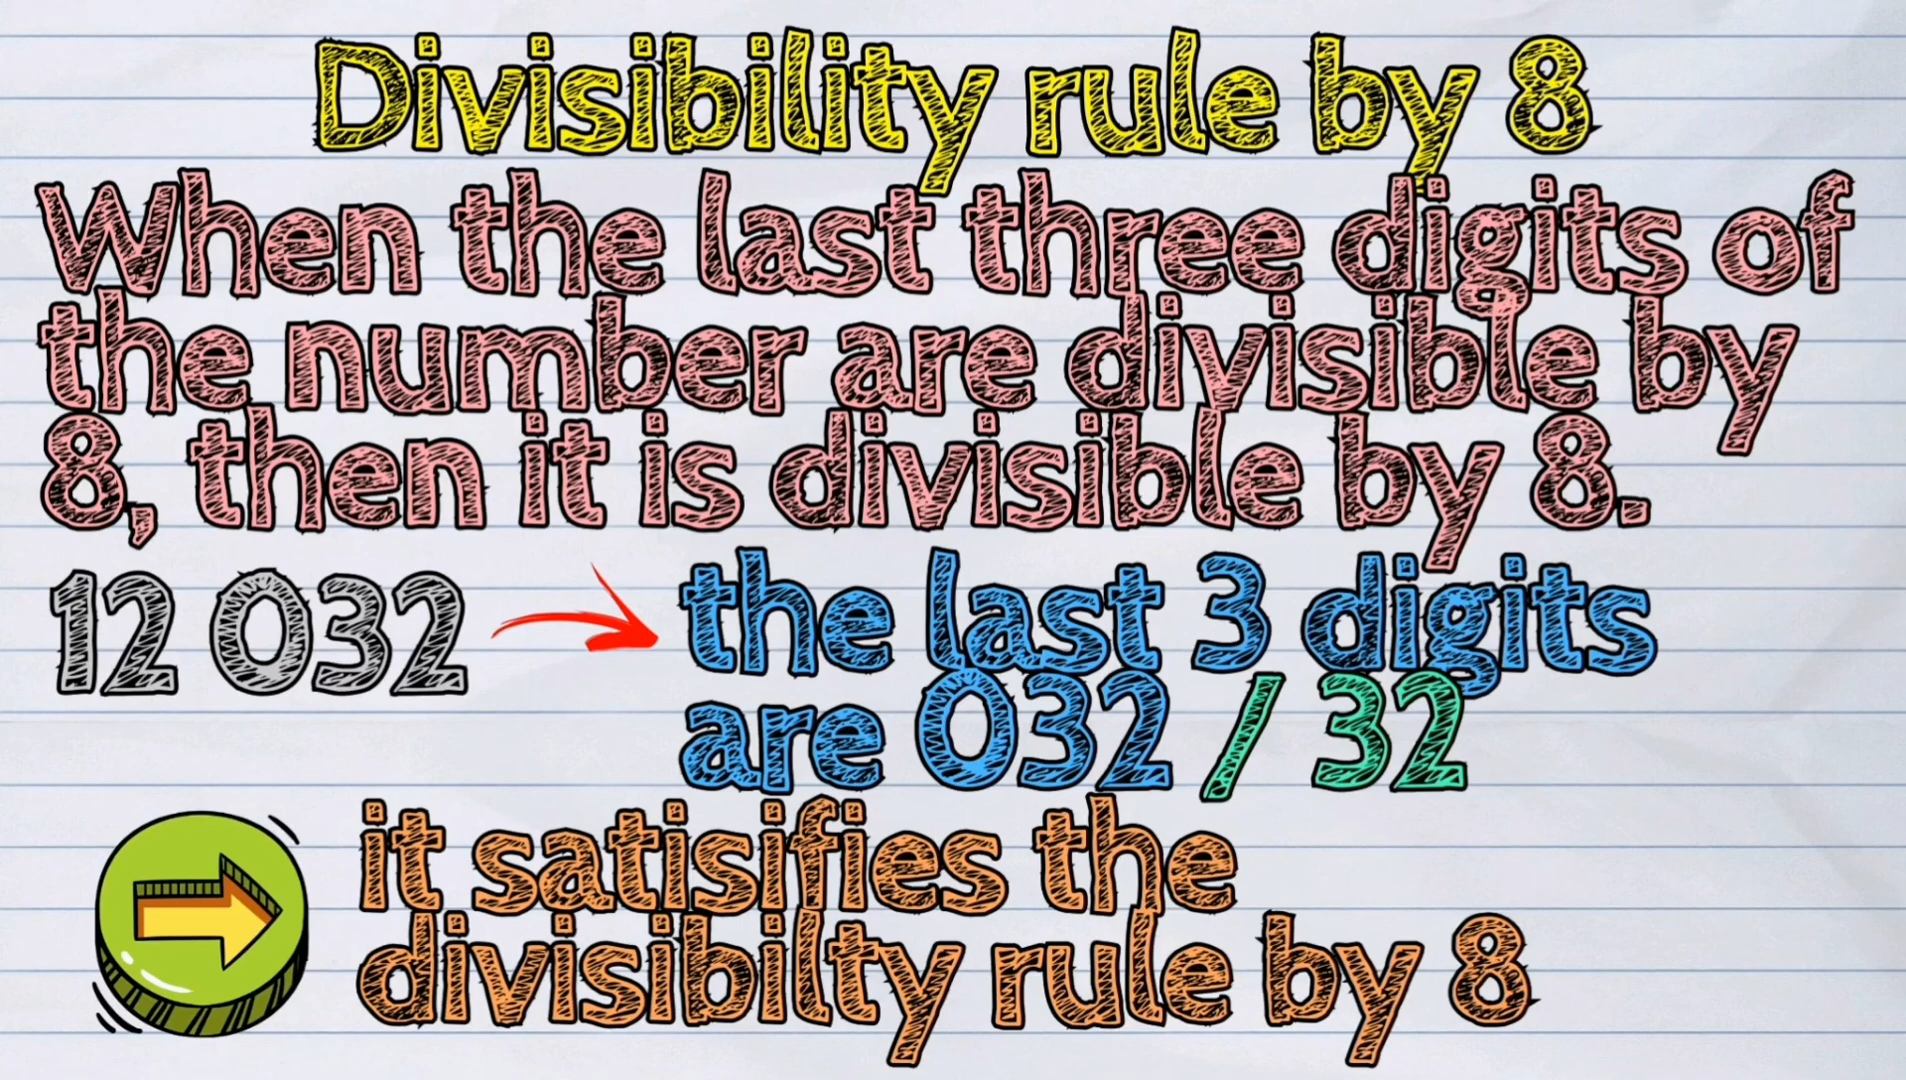 Divisibility rule by 8
When the last three digits of
the number are divisible by
8, then it is divisible by 8.
12 032
the last 3 digits
are 032 / 32
it satisifies the
divisibilty rule by 8